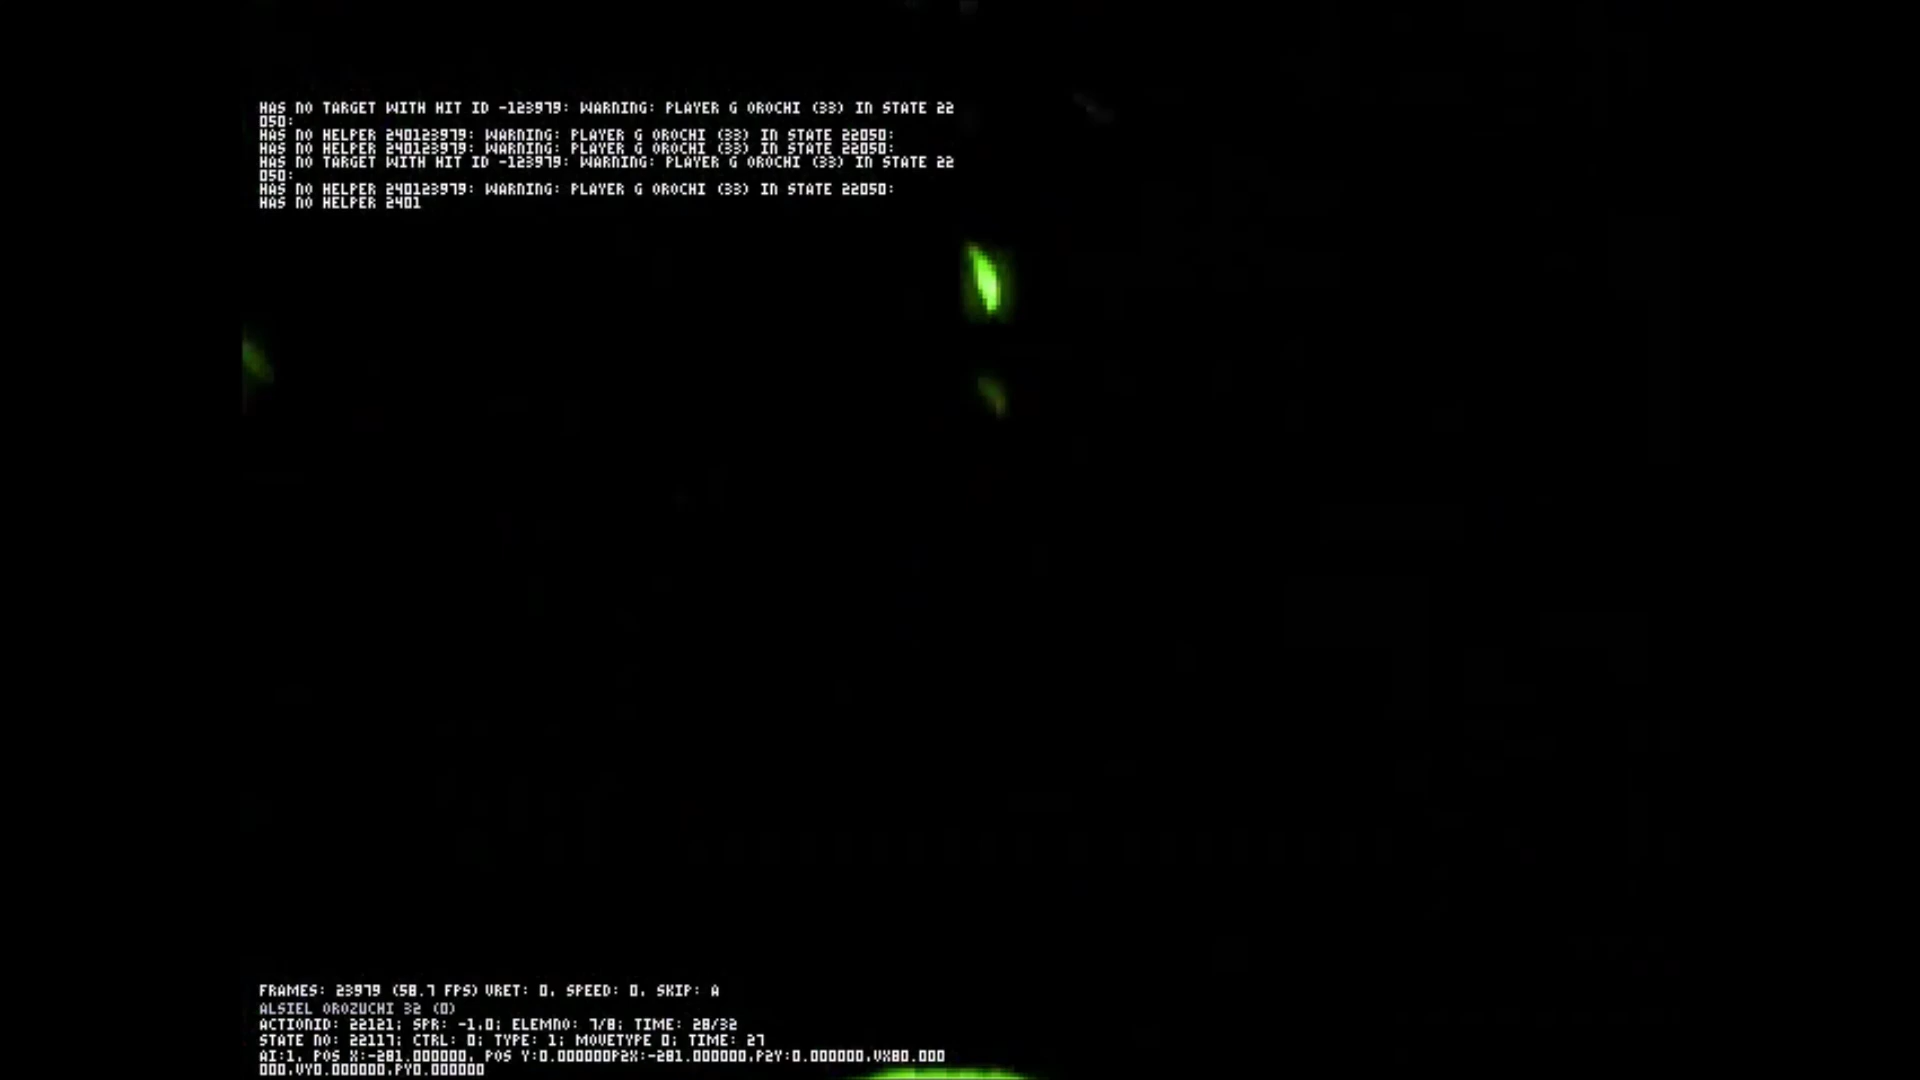 HAS NO TARGET WITH HIT ID -123979: WARNING: PLAYER G OROCHI (33) IN STATE 22
050:
HAS NO HELPER 240123979: WARNING: PLAYER G OROCHI (33) IN STATE 22050:
HAS NO HELPER 240123979: WARNING: PLAYER G OROCHI (33) IN STATE 22050:
HAS NO TARGET WITH HIT ID -123979: WARNING: PLAYER G OROCHI (33) IN STATE 22
050:
HAS NO HELPER 240123979: WARNING: PLAYER G OROCHI (33) IN STATE 22050:
HAS NO HELPER 2401
FRAMES: 23979 (58.7 FPS) VRET: 0, SPEED: 0, SKIP: A
ALSIEL OROZUCHI 32 (0)
ACTIONID: 22121; SPR: -1,0; ELEMNO: 7/8; TIME: 28/32
STATE NO: 22117; CTRL: 0; TYPE: 1; MOVETYPE 0; TIME: 27
AI:1, POS X:-281.000000, POS Y:0.000000P2X:-281.000000,P2Y:0.000000,VX80.000
000,VY0.000000,PY0.000000